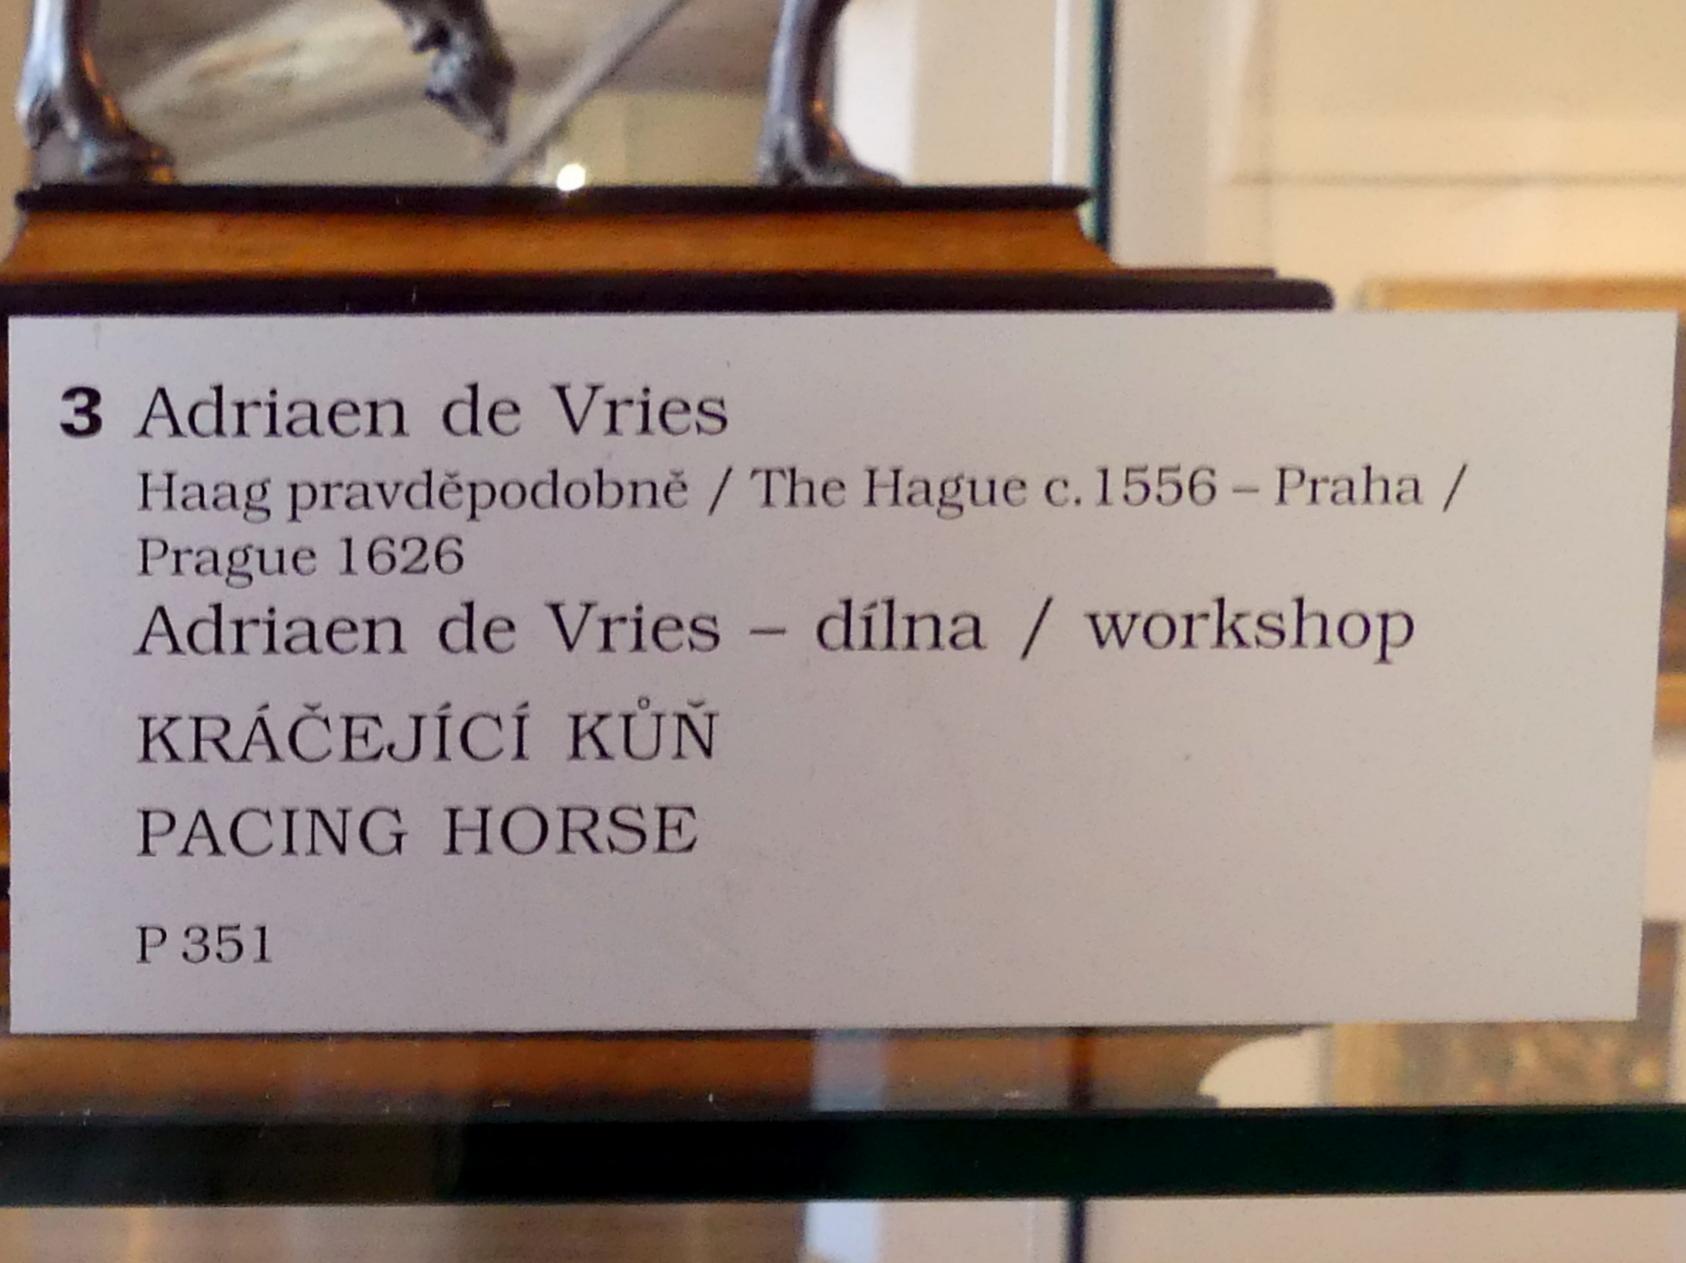 3 Adriaen de Vries
Haag pravděpodobně / The Hague c. 1556 – Praha /
Prague 1626
Adriaen de Vries – dílna / workshop
KRÁČEJÍCÍ KŮŇ
PACING HORSE
P 351